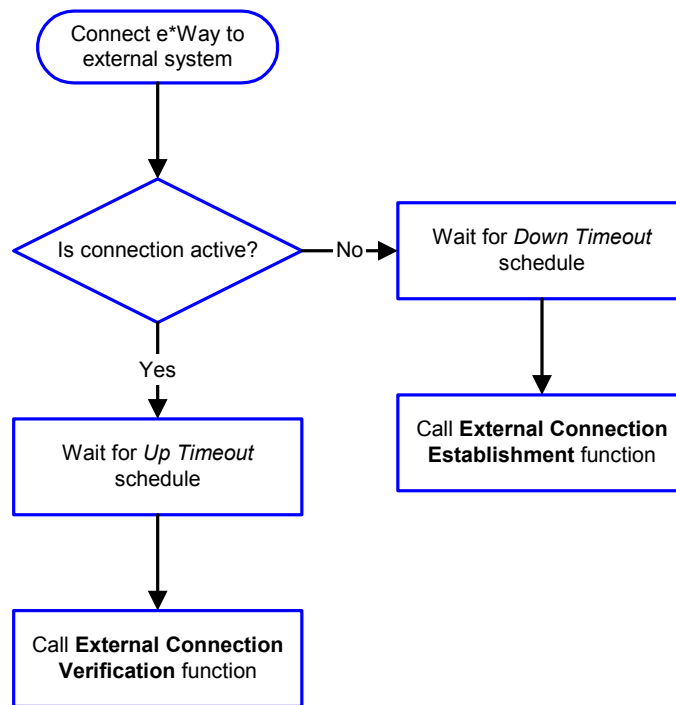 Connect e*Way to
external system
Is connection active?
No
Wait for Down Timeout
schedule
Yes
Call External Connection
Establishment function
Wait for Up Timeout
schedule
Call External Connection
Verification function